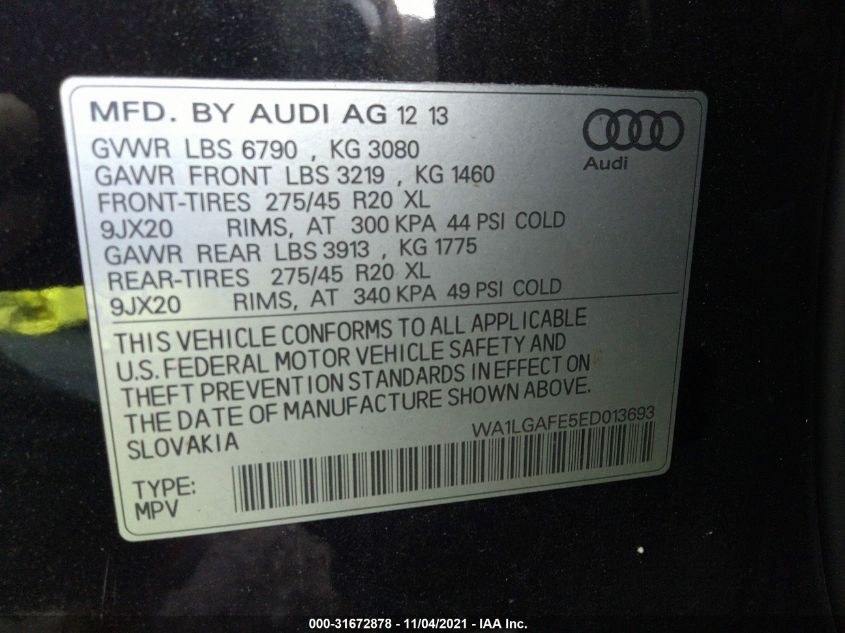 MFD. BY AUDI AG 12 13
Audi
GVWR LBS 6790 , KG 3080
GAWR FRONT LBS 3219 , KG 1460
FRONT-TIRES 275/45 R20 XL
9JX20 RIMS, AT 300 KPA 44 PSI COLD
GAWR REAR LBS 3913 , KG 1775
REAR-TIRES 275/45 R20 XL
9JX20 RIMS, AT 340 KPA 49 PSI COLD
THIS VEHICLE CONFORMS TO ALL APPLICABLE
U.S. FEDERAL MOTOR VEHICLE SAFETY AND
THEFT PREVENTION STANDARDS IN EFFECT ON
THE DATE OF MANUFACTURE SHOWN ABOVE.
SLOVAKIA
WA1LGAFE5ED013693
TYPE:
MPV
000-31672878 - 11/04/2021 - IAA Inc.